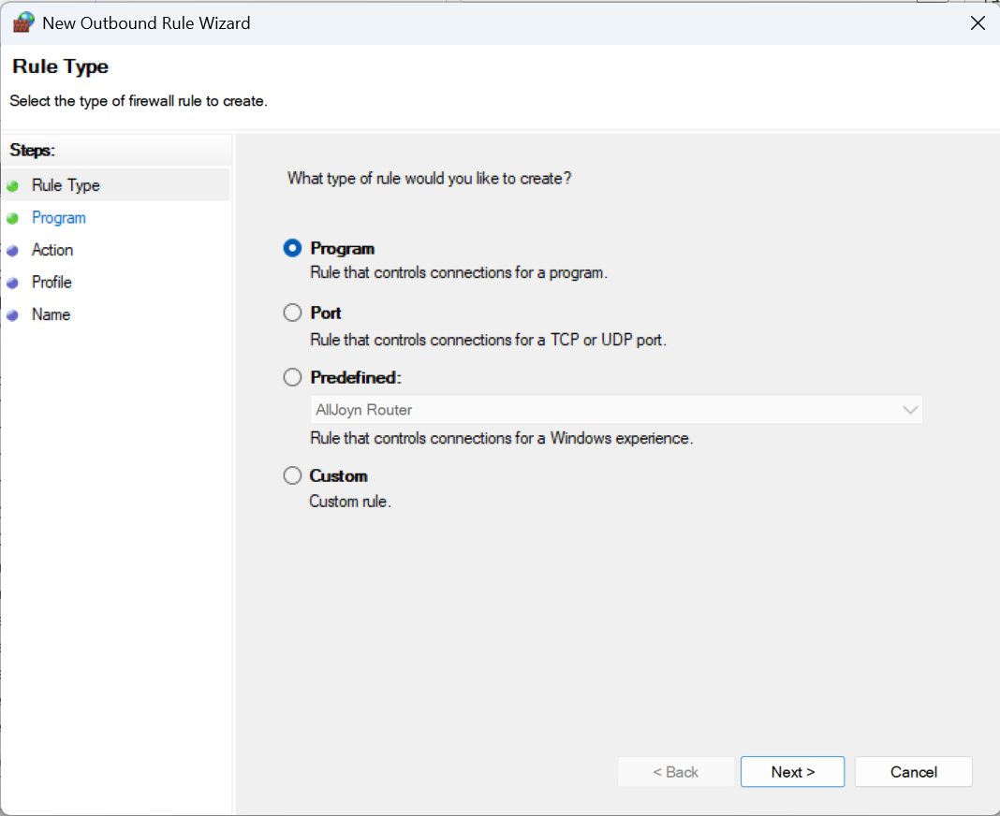 New Outbound Rule Wizard
Rule Type
Select the type of firewall rule to create.
Steps:
Rule Type
Program
Action
Profile
Name
What type of rule would you like to create?
Program
Rule that controls connections for a program.
Port
Rule that controls connections for a TCP or UDP port.
Predefined:
AllJoyn Router
Rule that controls connections for a Windows experience.
Custom
Custom rule.
< Back
Next >
Cancel